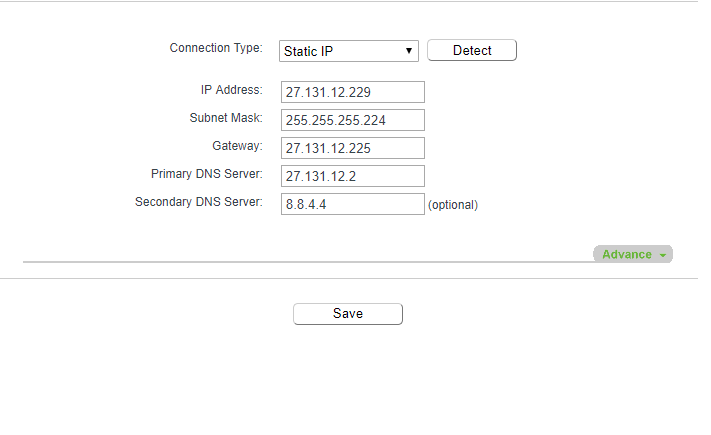 Connection Type: Static IP Detect
IP Address: 27.131.12.229
Subnet Mask: 255.255.255.224
Gateway: 27.131.12.225
Primary DNS Server: 27.131.12.2
Secondary DNS Server: 8.8.4.4 (optional)
Advance
Save